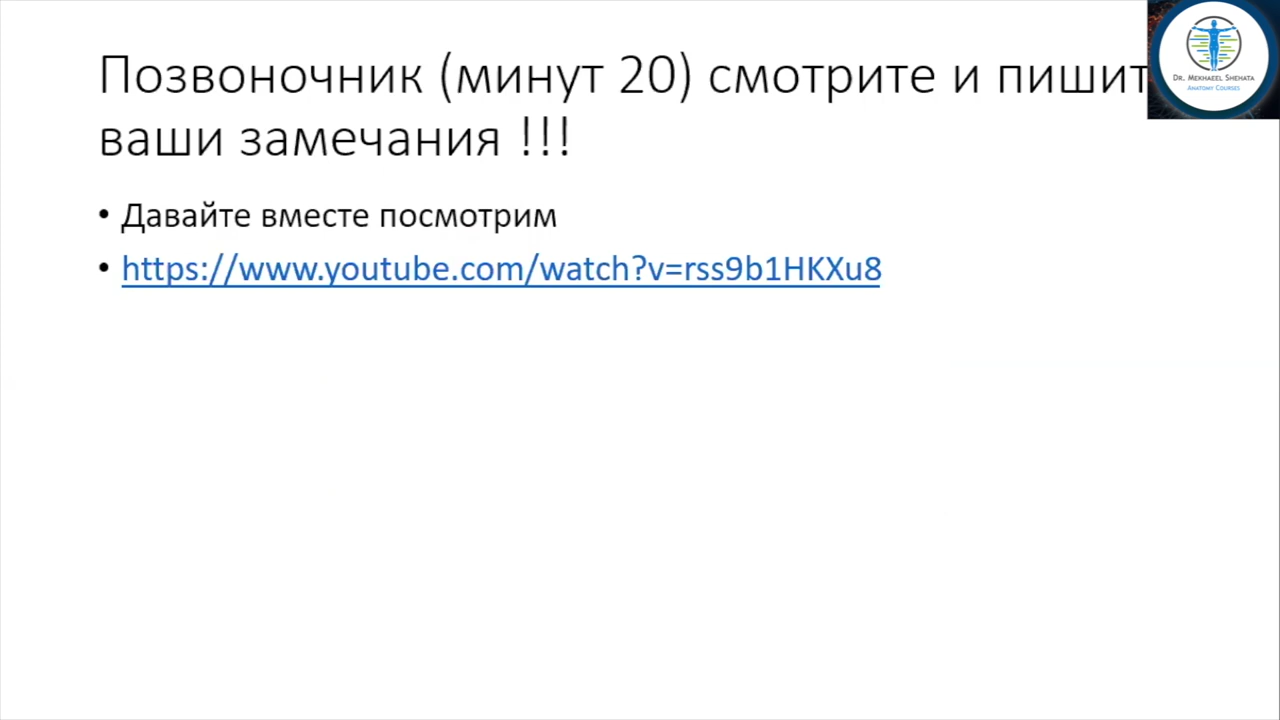 Позвоночник (минут 20) смотрите и пишит
ваши замечания !!!
• Давайте вместе посмотрим
• https://www.youtube.com/watch?v=rss9b1HKXu8
DR. MEKHAEEL SHEHATA
ANATOMY COURSES